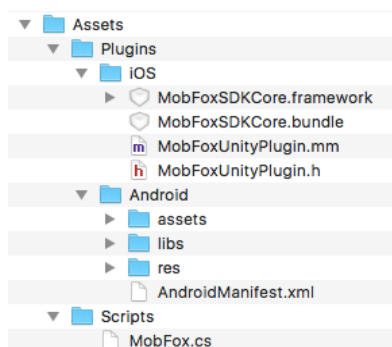 Assets
Plugins
iOS
MobFoxSDKCore.framework
MobFoxSDKCore.bundle
m MobFoxUnityPlugin.mm
h MobFoxUnityPlugin.h
Android
assets
libs
res
AndroidManifest.xml
Scripts
MobFox.cs